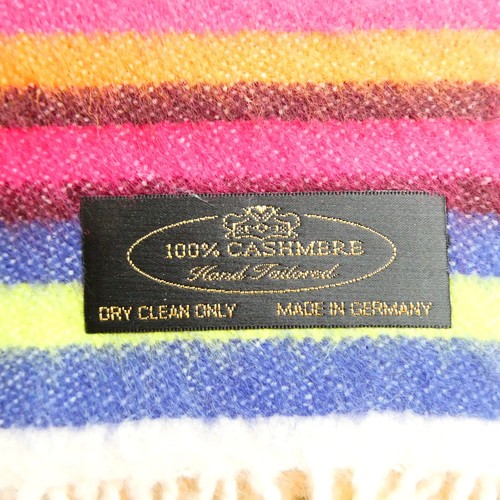 100% CASHMERE
Hand Tailored
DRY CLEAN ONLY MADE IN GERMANY